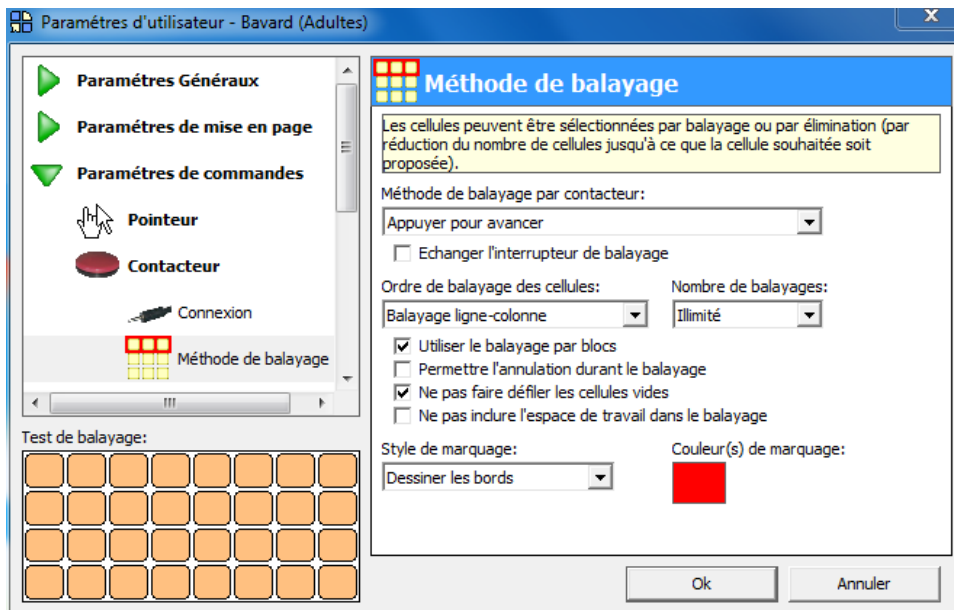 Paramétres d'utilisateur - Bavard (Adultes)
x
Paramétres Généraux
Paramétres de mise en page
Paramétres de commandes
Pointeur
Contacteur
Connexion
Méthode de balayage
Test de balayage:
Méthode de balayage
Les cellules peuvent être sélectionnées par balayage ou par élimination (par
réduction du nombre de cellules jusqu'à ce que la cellule souhaitée soit
proposée).
Méthode de balayage par contacteur:
Appuyer pour avancer
Echanger l'interrupteur de balayage
Ordre de balayage des cellules: Nombre de balayages:
Balayage ligne-colonne Illimité
Utiliser le balayage par blocs
Permettre l'annulation durant le balayage
Ne pas faire défiler les cellules vides
Ne pas inclure l'espace de travail dans le balayage
Style de marquage: Couleur(s) de marquage:
Dessiner les bords
Ok Annuler